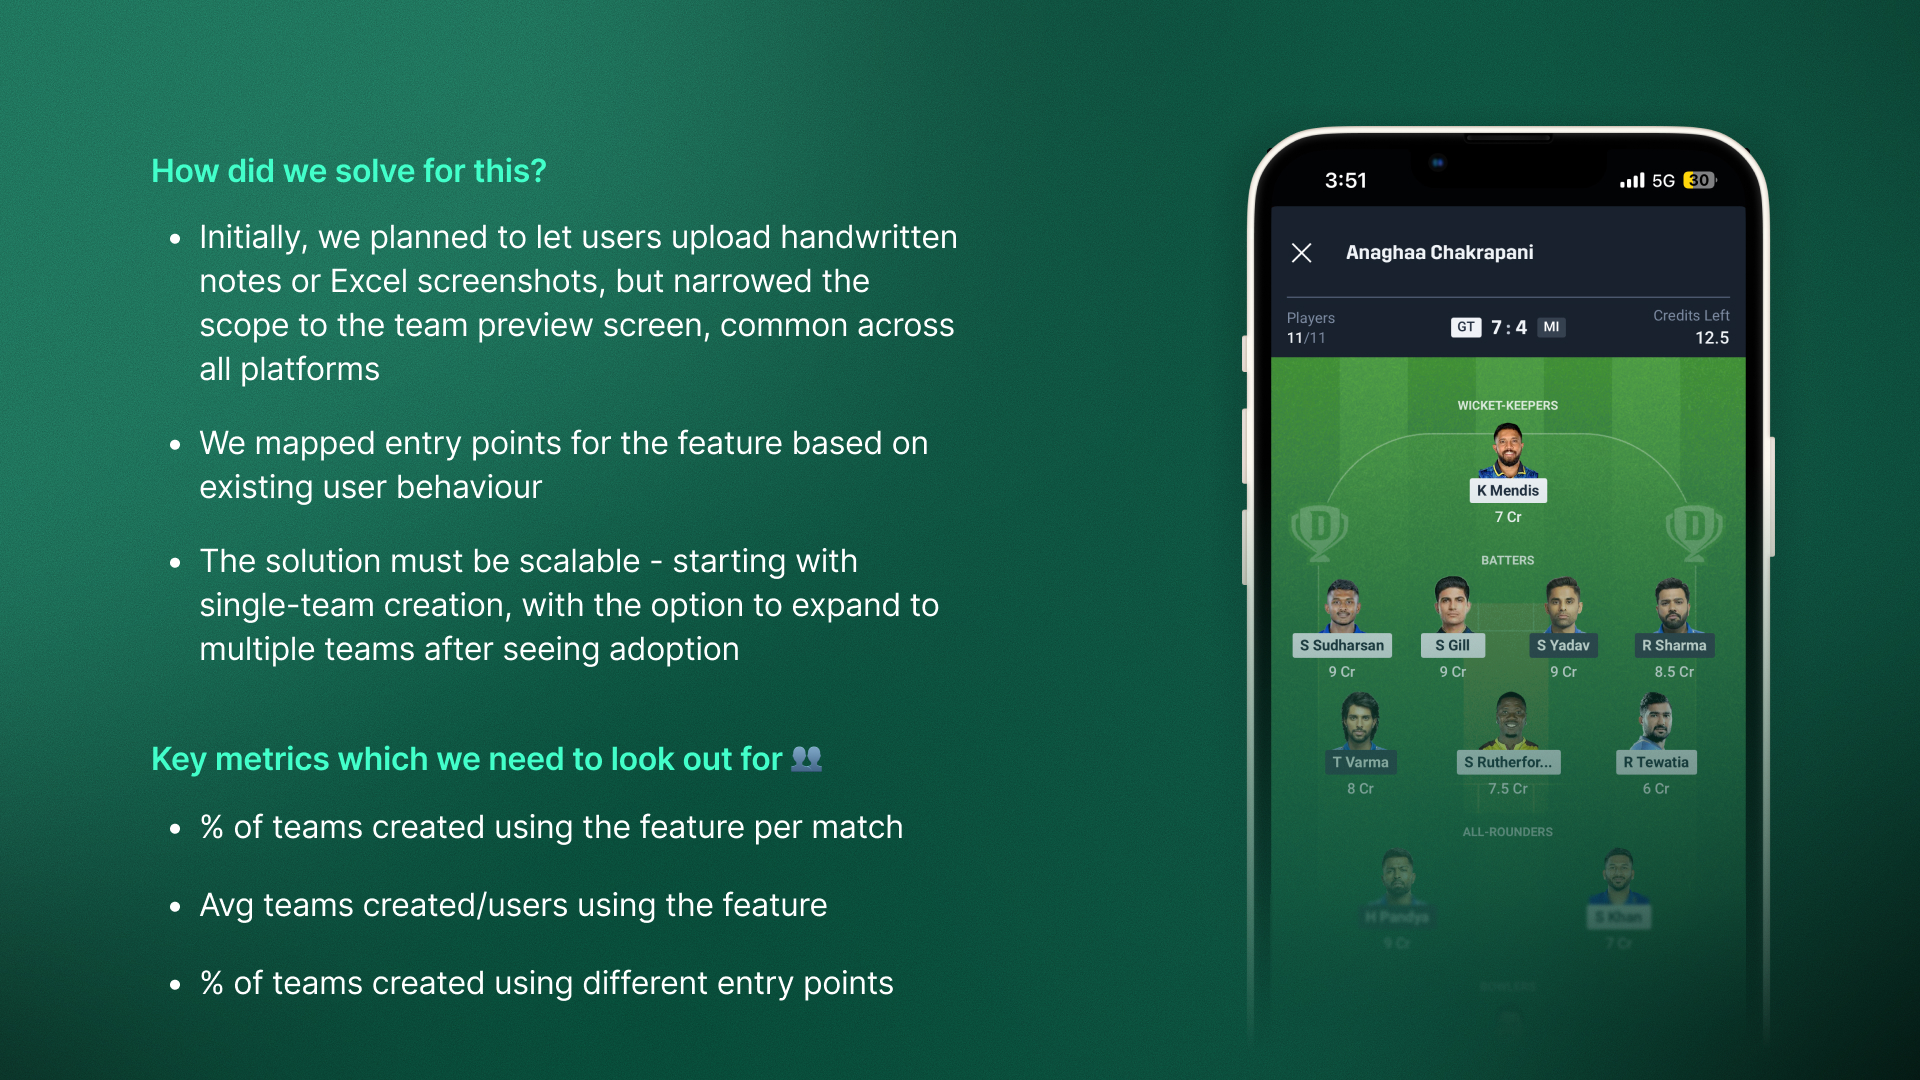 How did we solve for this?
Initially, we planned to let users upload handwritten
notes or Excel screenshots, but narrowed the
scope to the team preview screen, common across
all platforms
We mapped entry points for the feature based on
existing user behaviour
The solution must be scalable - starting with
single-team creation, with the option to expand to
multiple teams after seeing adoption
Key metrics which we need to look out for 👥
% of teams created using the feature per match
Avg teams created/users using the feature
% of teams created using different entry points
3:51 5G 30
Anaghaa Chakrapani
Players
11/11
GT 7 : 4 MI
Credits Left
12.5
WICKET-KEEPERS
K Mendis
7 Cr
D D
BATTERS
S Sudharsan S Gill S Yadav R Sharma
9 Cr 9 Cr 9 Cr 8.5 Cr
T Varma S Rutherfor... R Tewatia
8 Cr 7.5 Cr 6 Cr
ALL-ROUNDERS
H Pandya S Khan
9 Cr 7 Cr
BOWLERS